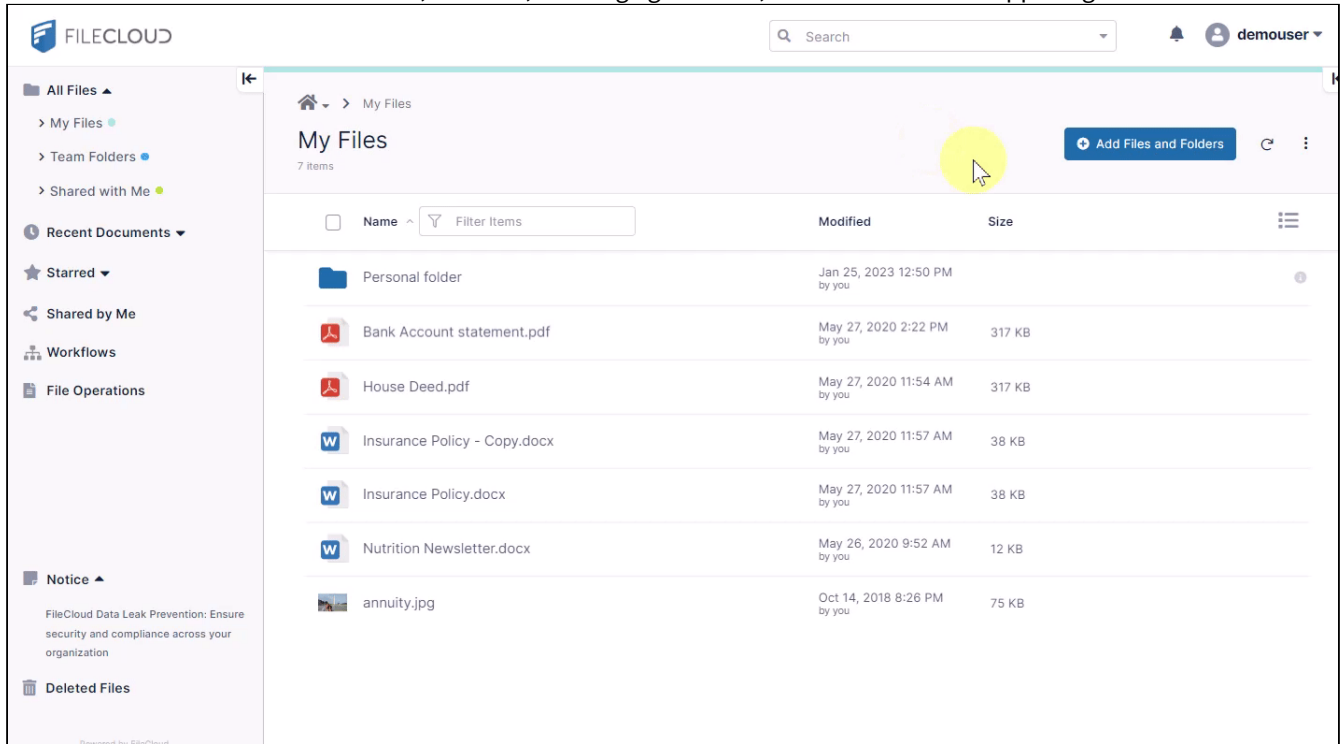 FILECLOUD
Search
demouser
All Files
My Files
Team Folders
Shared with Me
Recent Documents
Starred
Shared by Me
Workflows
File Operations
Notice
FileCloud Data Leak Prevention: Ensure
security and compliance across your
organization
Deleted Files
Powered by FileCloud
My Files
My Files
7 items
Add Files and Folders
Name Filter Items Modified Size
Personal folder Jan 25, 2023 12:50 PM
by you
Bank Account statement.pdf May 27, 2020 2:22 PM 317 KB
by you
House Deed.pdf May 27, 2020 11:54 AM 317 KB
by you
Insurance Policy - Copy.docx May 27, 2020 11:57 AM 38 KB
by you
Insurance Policy.docx May 27, 2020 11:57 AM 38 KB
by you
Nutrition Newsletter.docx May 26, 2020 9:52 AM 12 KB
by you
annuity.jpg Oct 14, 2018 8:26 PM 75 KB
by you